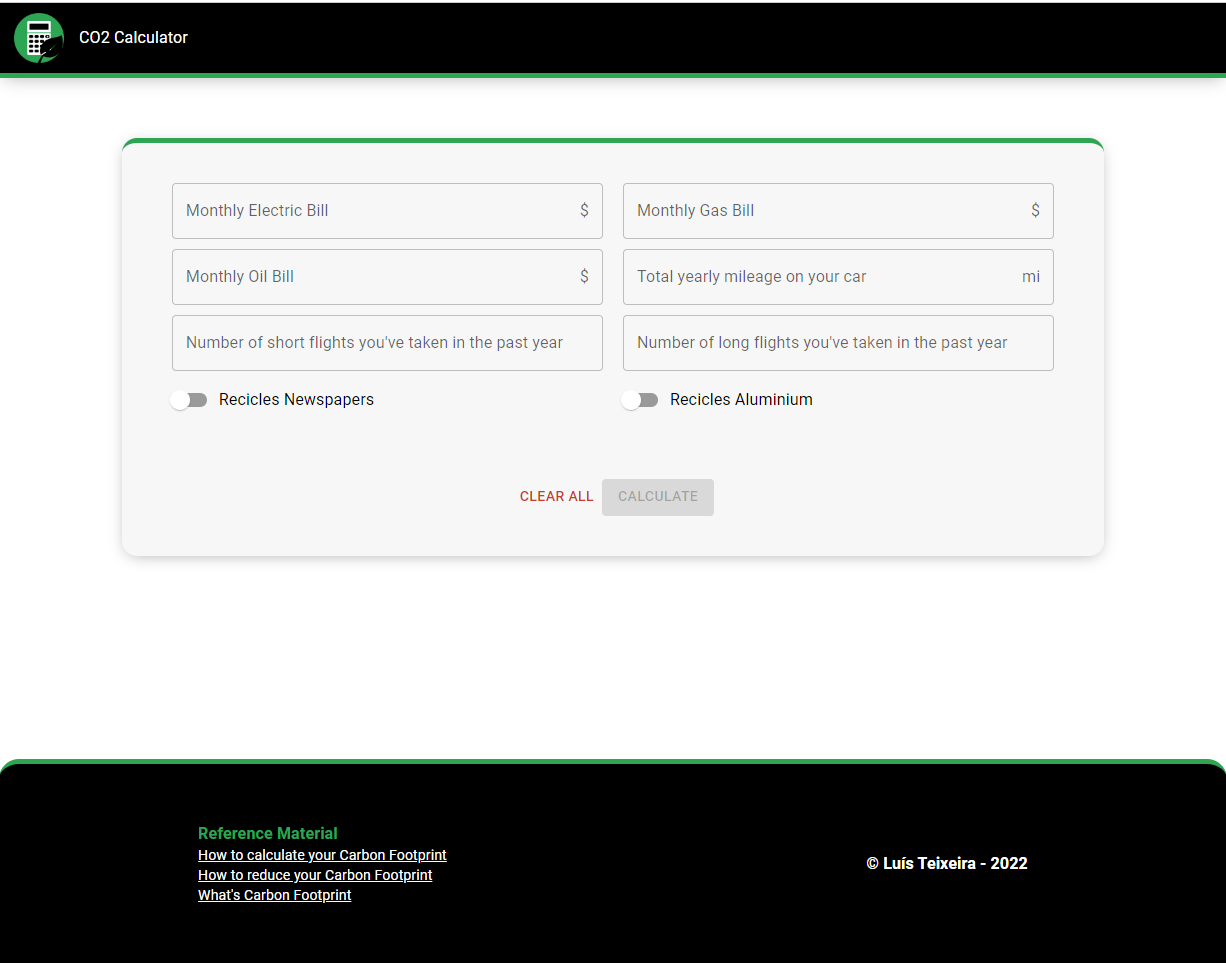 CO2 Calculator
Monthly Electric Bill $
Monthly Gas Bill $
Monthly Oil Bill $
Total yearly mileage on your car mi
Number of short flights you've taken in the past year
Number of long flights you've taken in the past year
Recicles Newspapers
Recicles Aluminium
CLEAR ALL
CALCULATE
Reference Material
How to calculate your Carbon Footprint
How to reduce your Carbon Footprint
What's Carbon Footprint
© Luís Teixeira - 2022